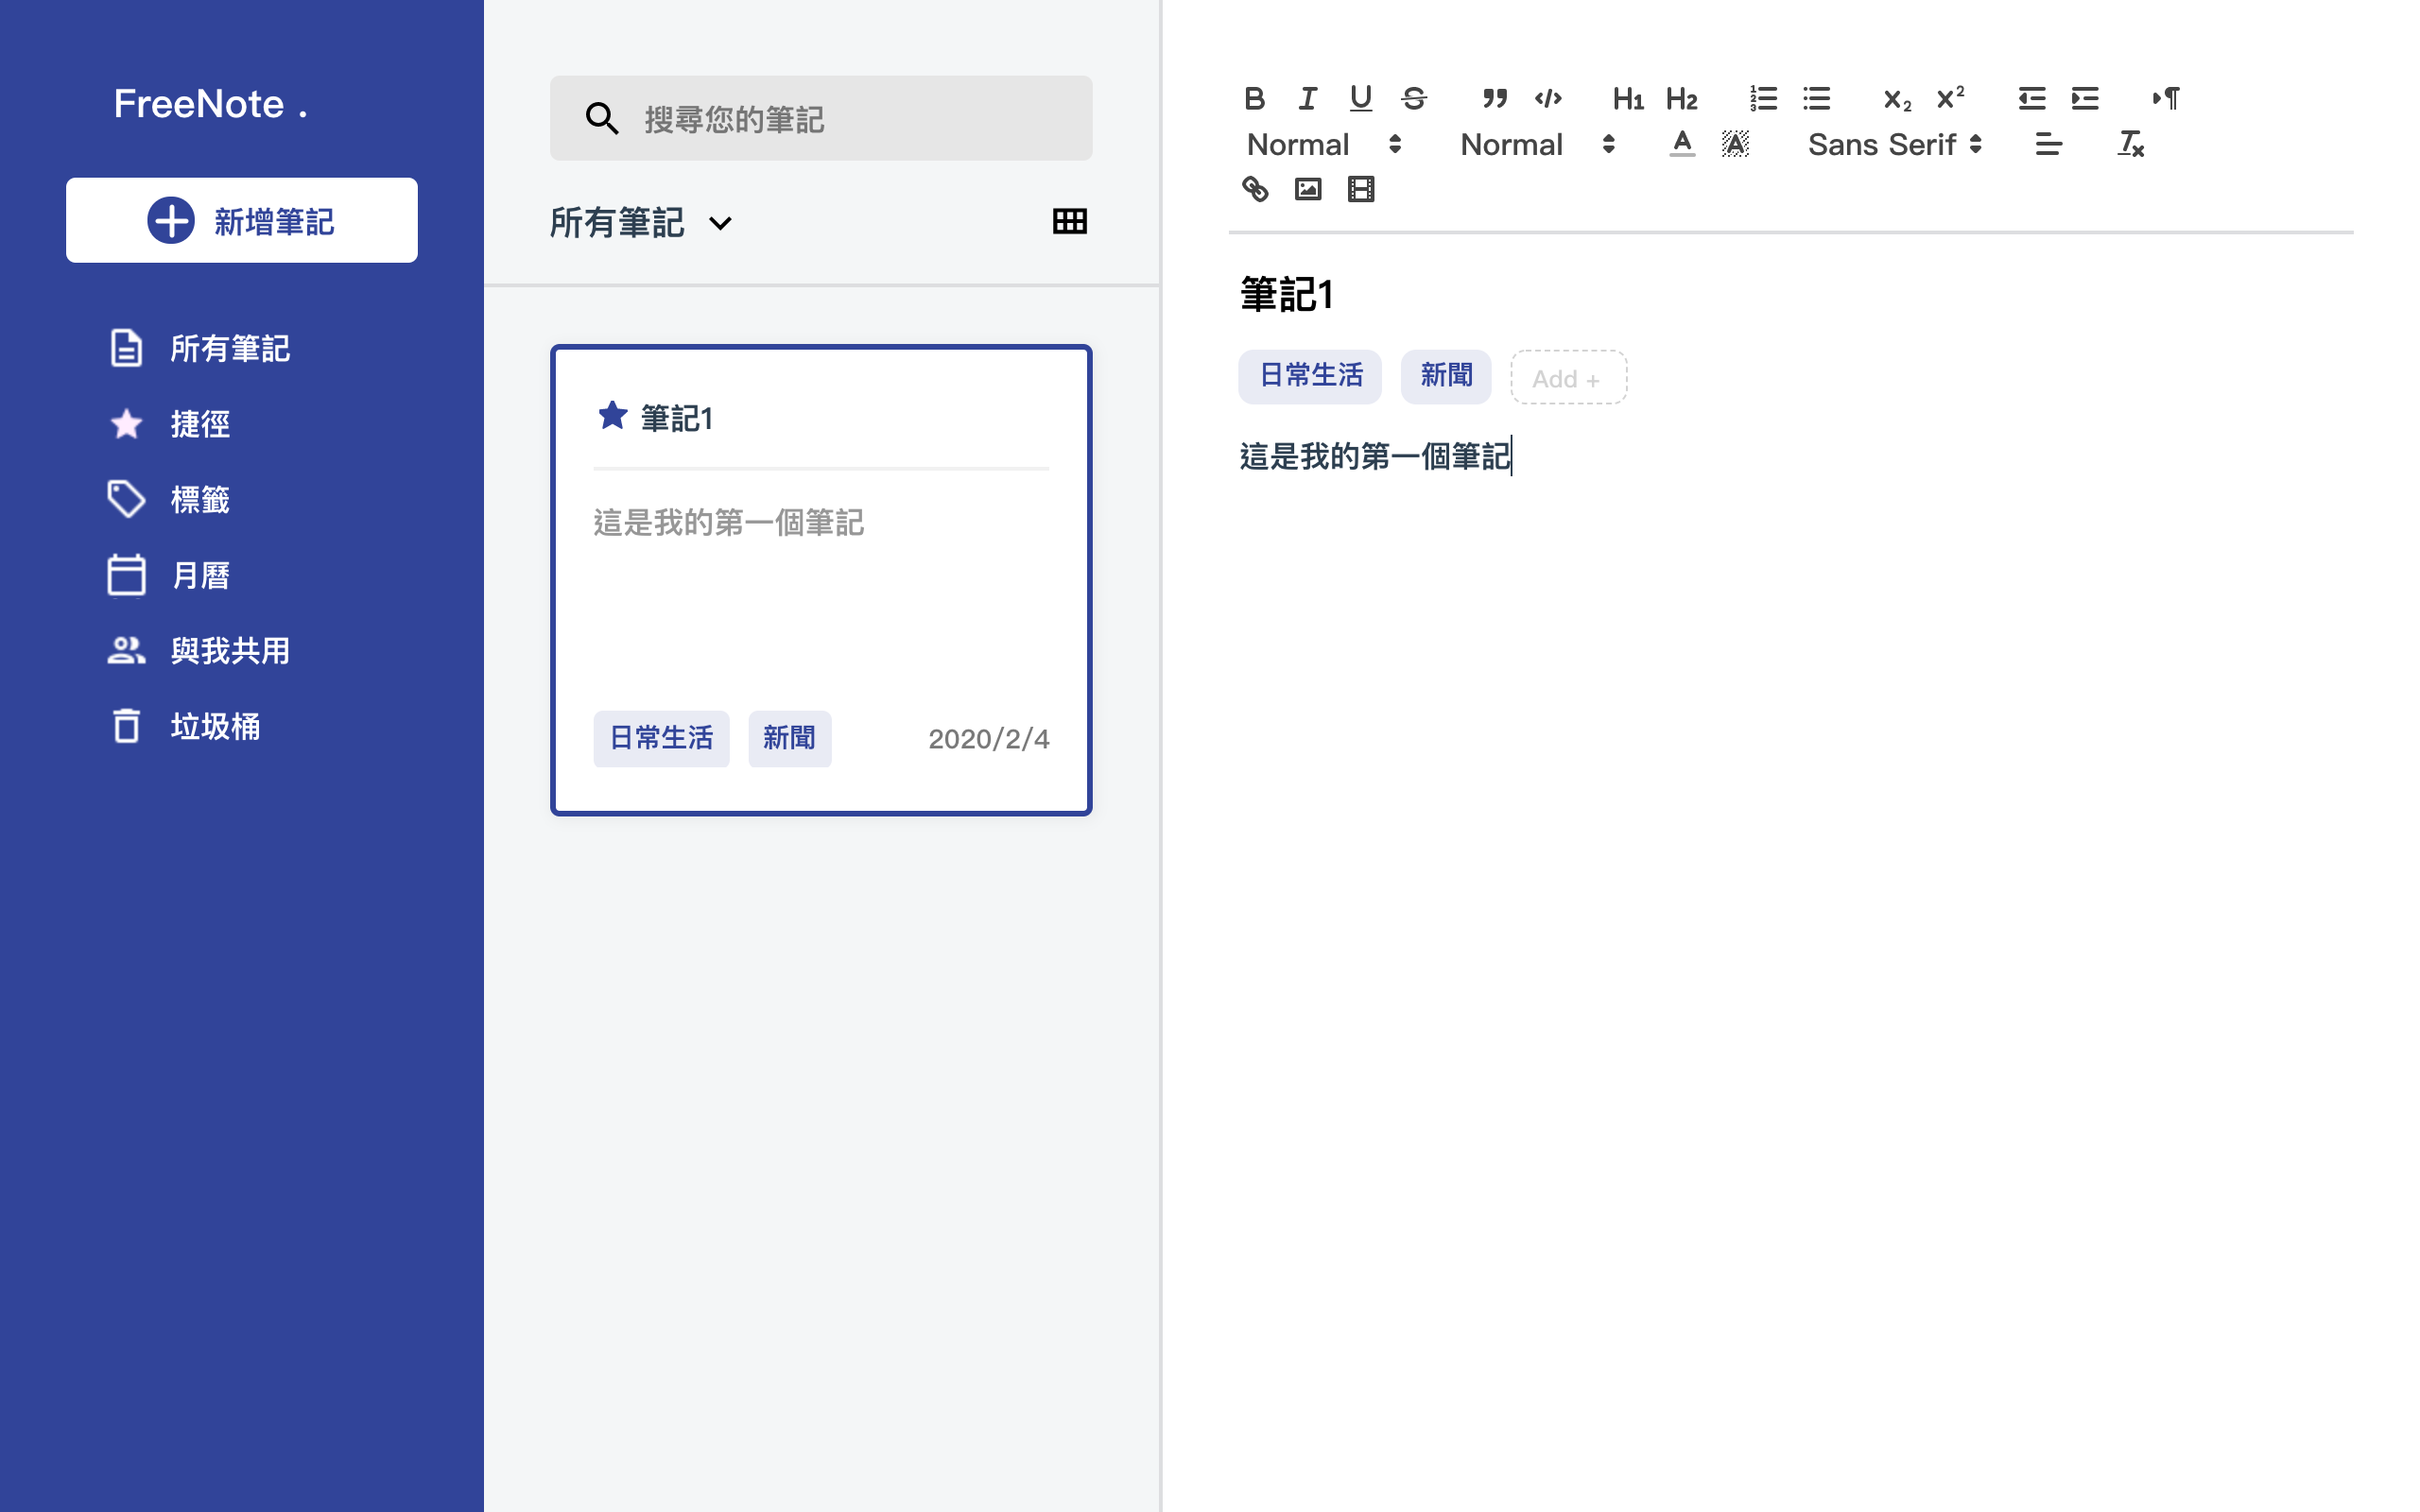 FreeNote .
新增筆記
所有筆記
捷徑
標籤
月曆
與我共用
垃圾桶
搜尋您的筆記
所有筆記
筆記1
這是我的第一個筆記
日常生活 新聞 2020/2/4
B I U S ” </> H1 H2 x₂ x²
Normal Normal A A Sans Serif Tx
筆記1
日常生活 新聞 Add +
這是我的第一個筆記